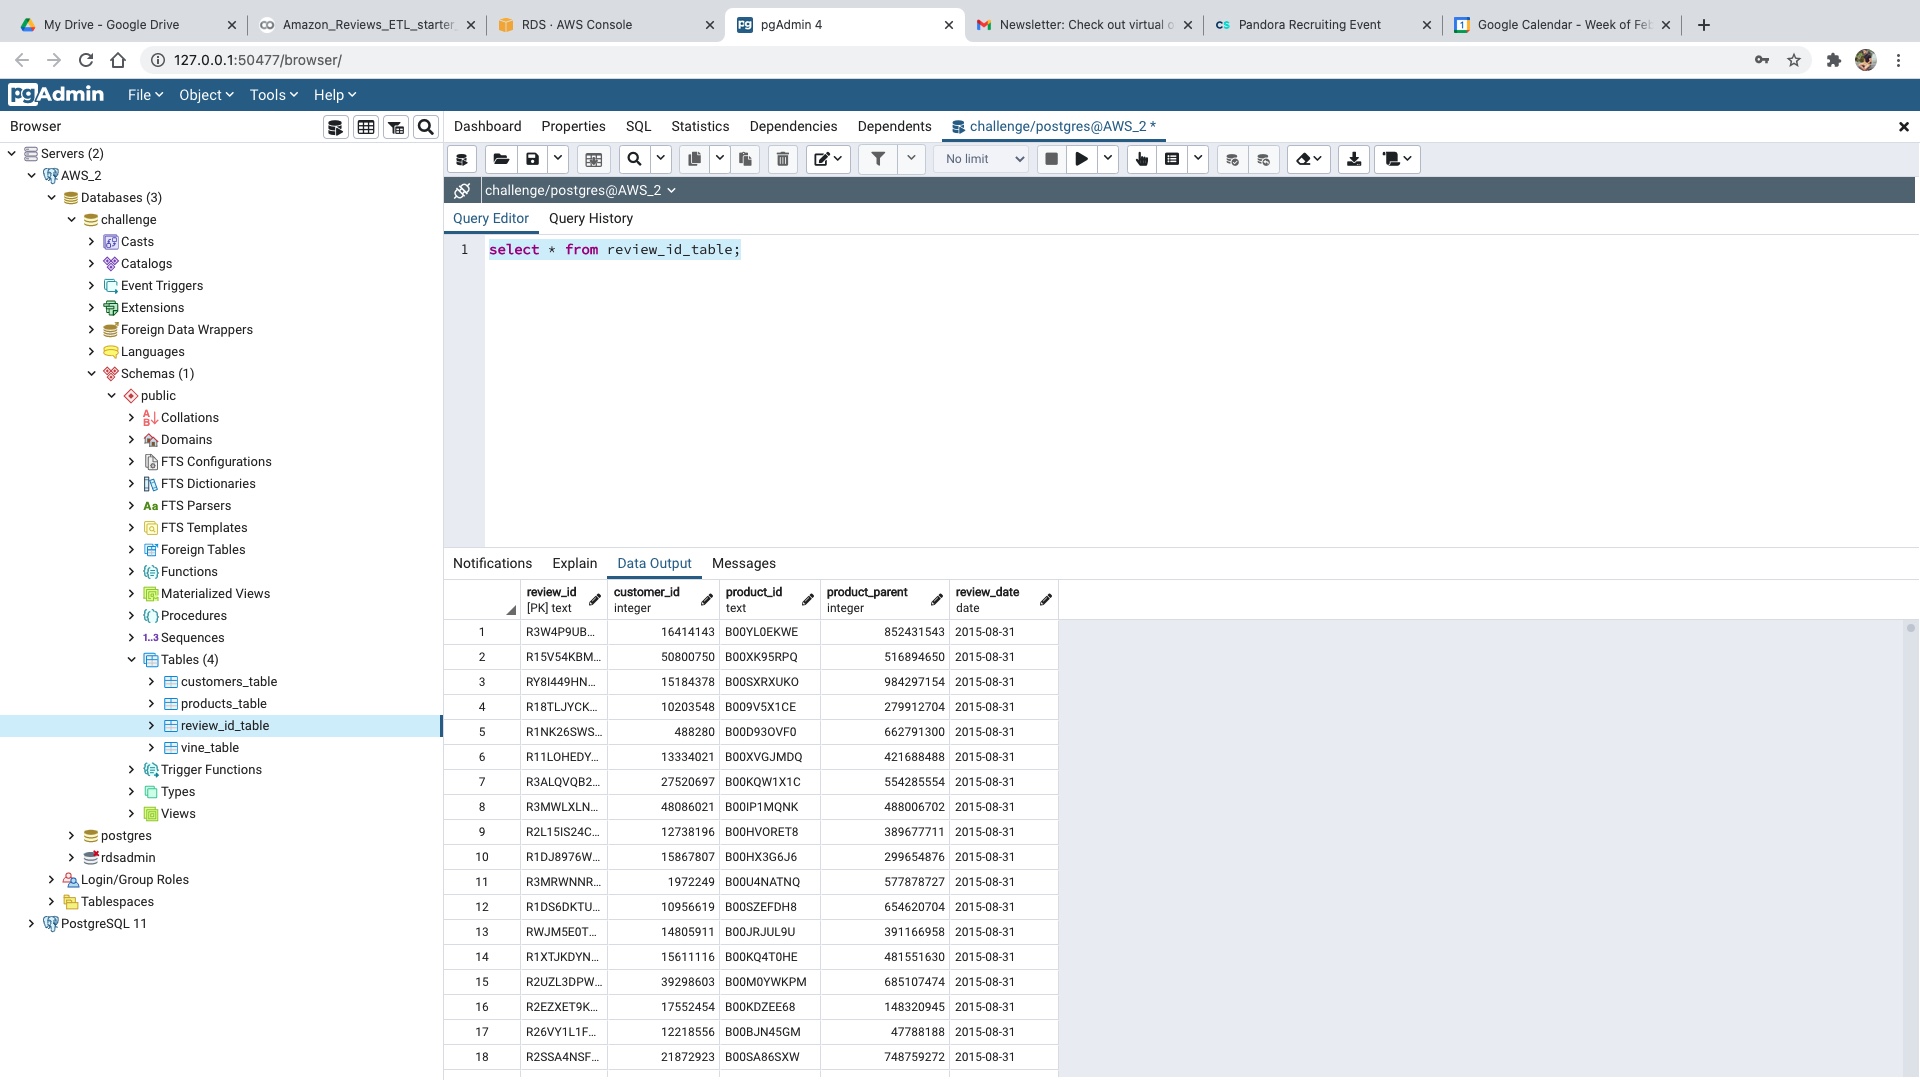 My Drive - Google Drive
Amazon_Reviews_ETL_starter_
RDS · AWS Console
pgAdmin 4
Newsletter: Check out virtual o
cs Pandora Recruiting Event
1 Google Calendar - Week of Feb
127.0.0.1:50477/browser/
pgAdmin File Object Tools Help
Browser
Servers (2)
AWS_2
Databases (3)
challenge
Casts
Catalogs
Event Triggers
Extensions
Foreign Data Wrappers
Languages
Schemas (1)
public
Collations
Domains
FTS Configurations
FTS Dictionaries
Aa FTS Parsers
FTS Templates
Foreign Tables
Functions
Materialized Views
Procedures
1..3 Sequences
Tables (4)
customers_table
products_table
review_id_table
vine_table
Trigger Functions
Types
Views
postgres
rdsadmin
Login/Group Roles
Tablespaces
PostgreSQL 11
Dashboard Properties SQL Statistics Dependencies Dependents challenge/postgres@AWS_2 *
No limit
challenge/postgres@AWS_2
Query Editor Query History
1 select * from review_id_table;
Notifications Explain Data Output Messages
review_id customer_id product_id product_parent review_date
[PK] text integer text integer date
1 R3W4P9UB... 16414143 B00YL0EKWE 852431543 2015-08-31
2 R15V54KBM... 50800750 B00XK95RPQ 516894650 2015-08-31
3 RY8I449HN... 15184378 B00SXRXUKO 984297154 2015-08-31
4 R18TLJYCK... 10203548 B009V5X1CE 279912704 2015-08-31
5 R1NK26SWS... 488280 B00D93OVF0 662791300 2015-08-31
6 R11LOHEDY... 13334021 B00XVGJMDQ 421688488 2015-08-31
7 R3ALQVQB2... 27520697 B00KQW1X1C 554285554 2015-08-31
8 R3MWLXLN... 48086021 B00IP1MQNK 488006702 2015-08-31
9 R2L15IS24C... 12738196 B00HVORET8 389677711 2015-08-31
10 R1DJ8976W... 15867807 B00HX3G6J6 299654876 2015-08-31
11 R3MRWNNR... 1972249 B00U4NATNQ 577878727 2015-08-31
12 R1DS6DKTU... 10956619 B00SZEFDH8 654620704 2015-08-31
13 RWJM5E0T... 14805911 B00JRJUL9U 391166958 2015-08-31
14 R1XTJKDYN... 15611116 B00KQ4T0HE 481551630 2015-08-31
15 R2UZL3DPW... 39298603 B00M0YWKPM 685107474 2015-08-31
16 R2EZXET9K... 17552454 B00KDZEE68 148320945 2015-08-31
17 R26VY1L1F... 12218556 B00BJN45GM 47788188 2015-08-31
18 R2SSA4NSF... 21872923 B00SA86SXW 748759272 2015-08-31